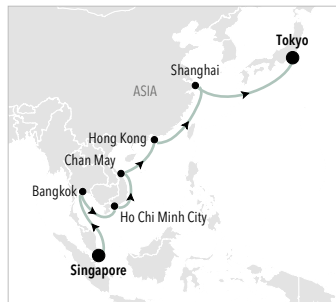 Tokyo
Shanghai
ASIA
Hong Kong
Chan May
Bangkok
Ho Chi Minh City
Singapore